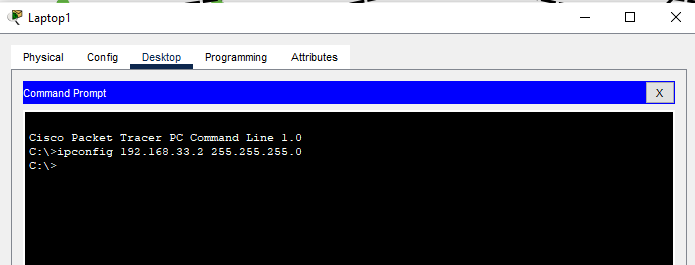 Laptop1
Physical Config Desktop Programming Attributes
Command Prompt X
Cisco Packet Tracer PC Command Line 1.0
C:\>ipconfig 192.168.33.2 255.255.255.0
C:\>